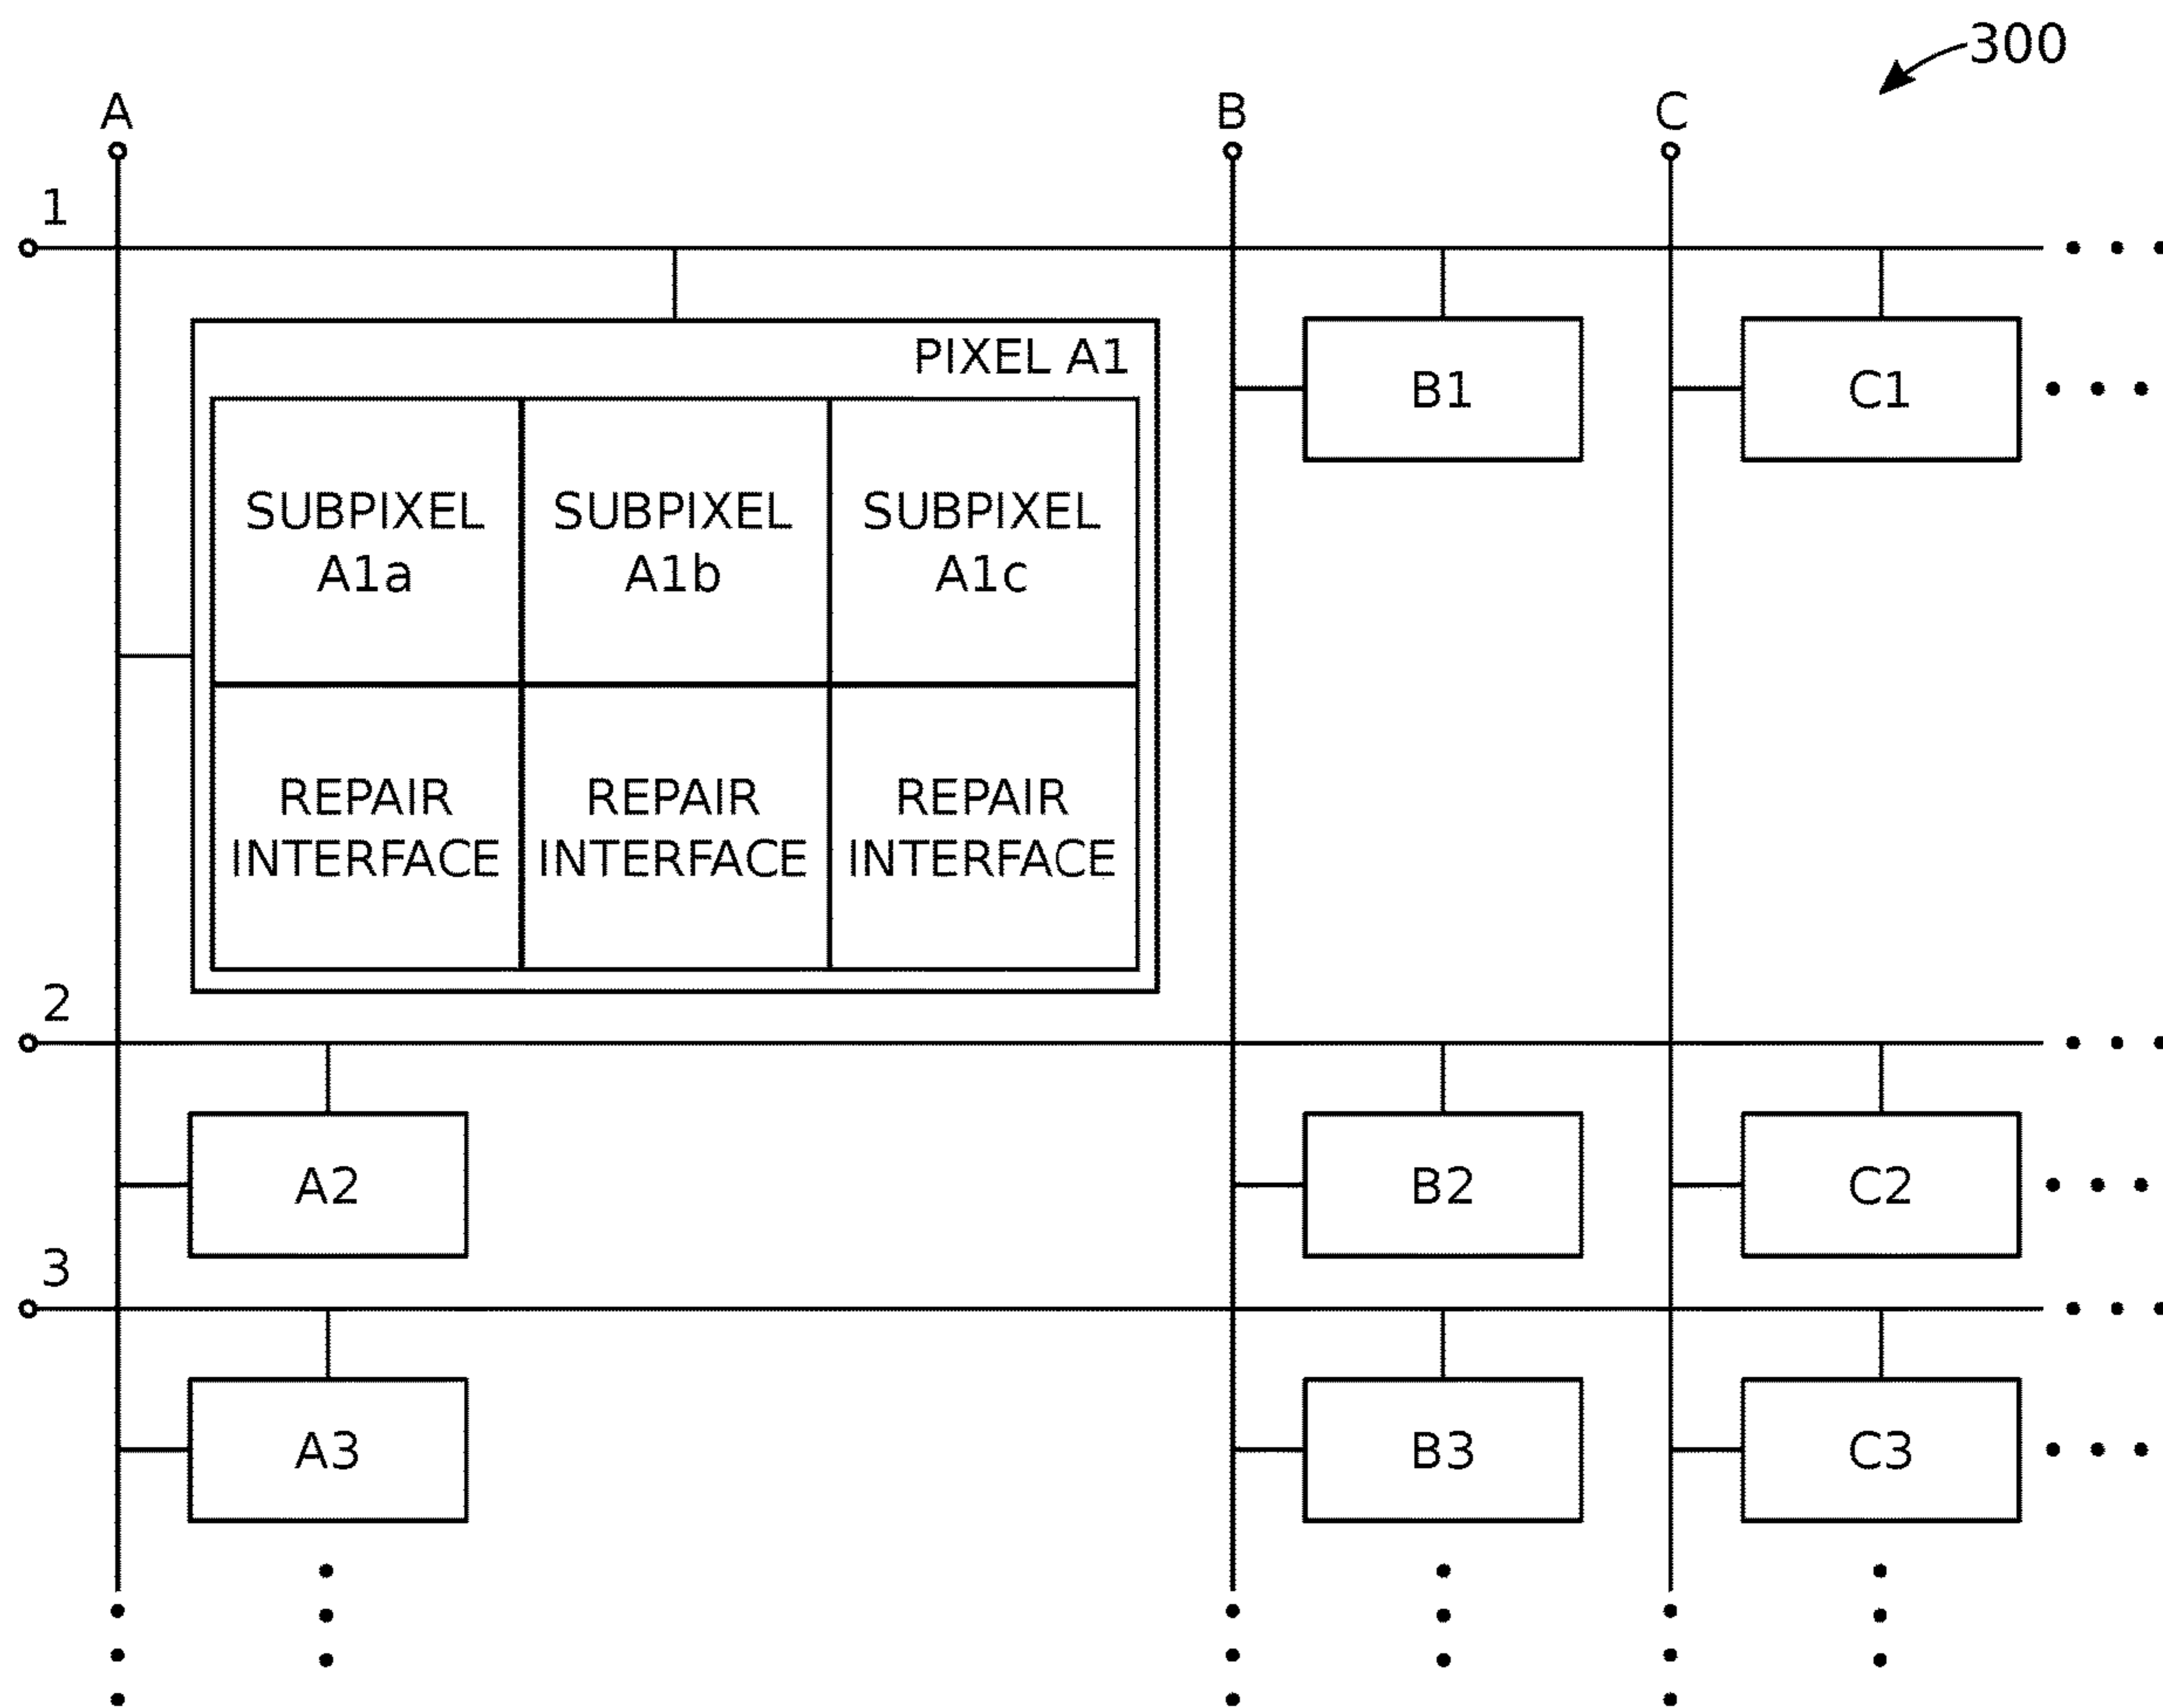 300
A
B
C
1
PIXEL A1
B1
C1
SUBPIXEL
A1a
SUBPIXEL
A1b
SUBPIXEL
A1c
REPAIR
INTERFACE
REPAIR
INTERFACE
REPAIR
INTERFACE
2
A2
B2
C2
3
A3
B3
C3